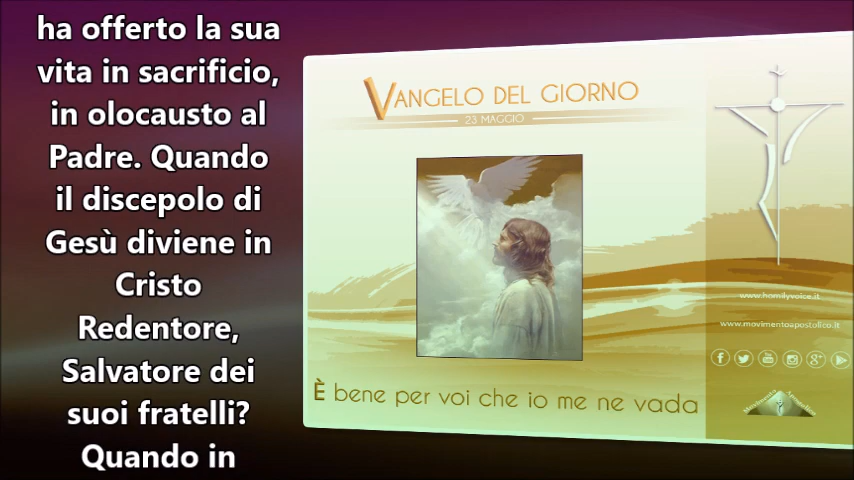 ha offerto la sua
vita in sacrificio,
in olocausto al
Padre. Quando
il discepolo di
Gesù diviene in
Cristo
Redentore,
Salvatore dei
suoi fratelli?
Quando in
VANGELO DEL GIORNO
23 MAGGIO
È bene per voi che io me ne vada
www.homilyvoice.it
www.movimentoapostolico.it
Movimento Apostolico